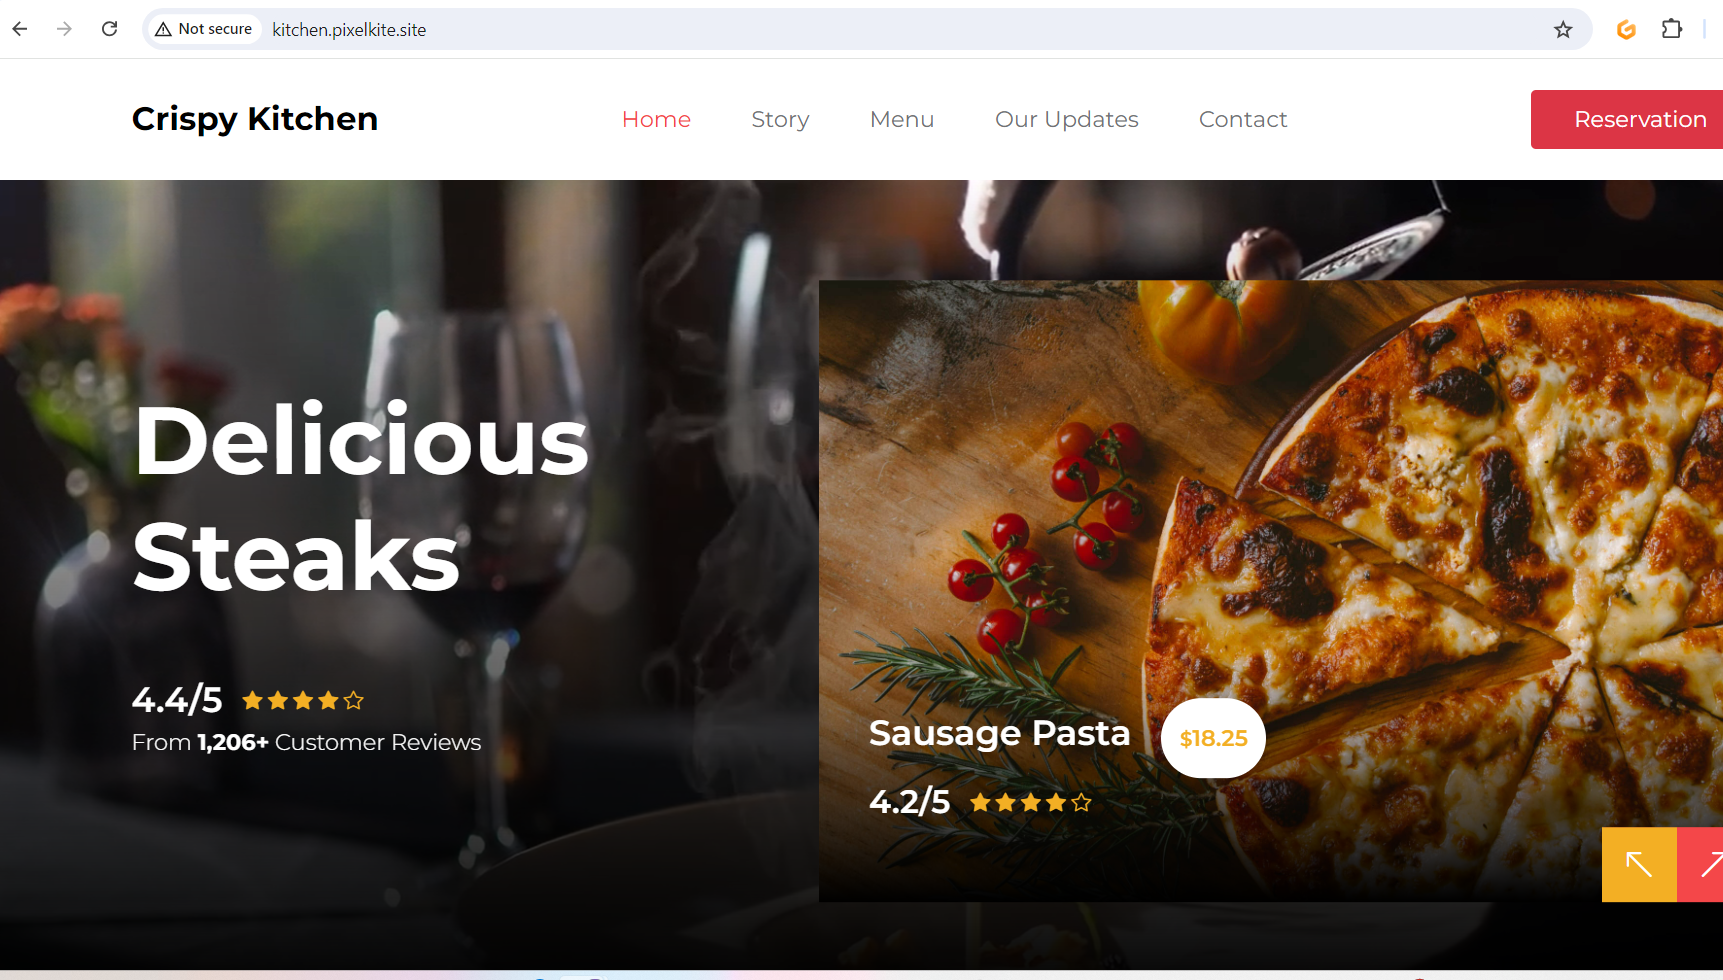 Not secure kitchen.pixelkite.site
Crispy Kitchen Home Story Menu Our Updates Contact Reservation
Delicious
Steaks
4.4/5
From 1,206+ Customer Reviews
Sausage Pasta $18.25
4.2/5